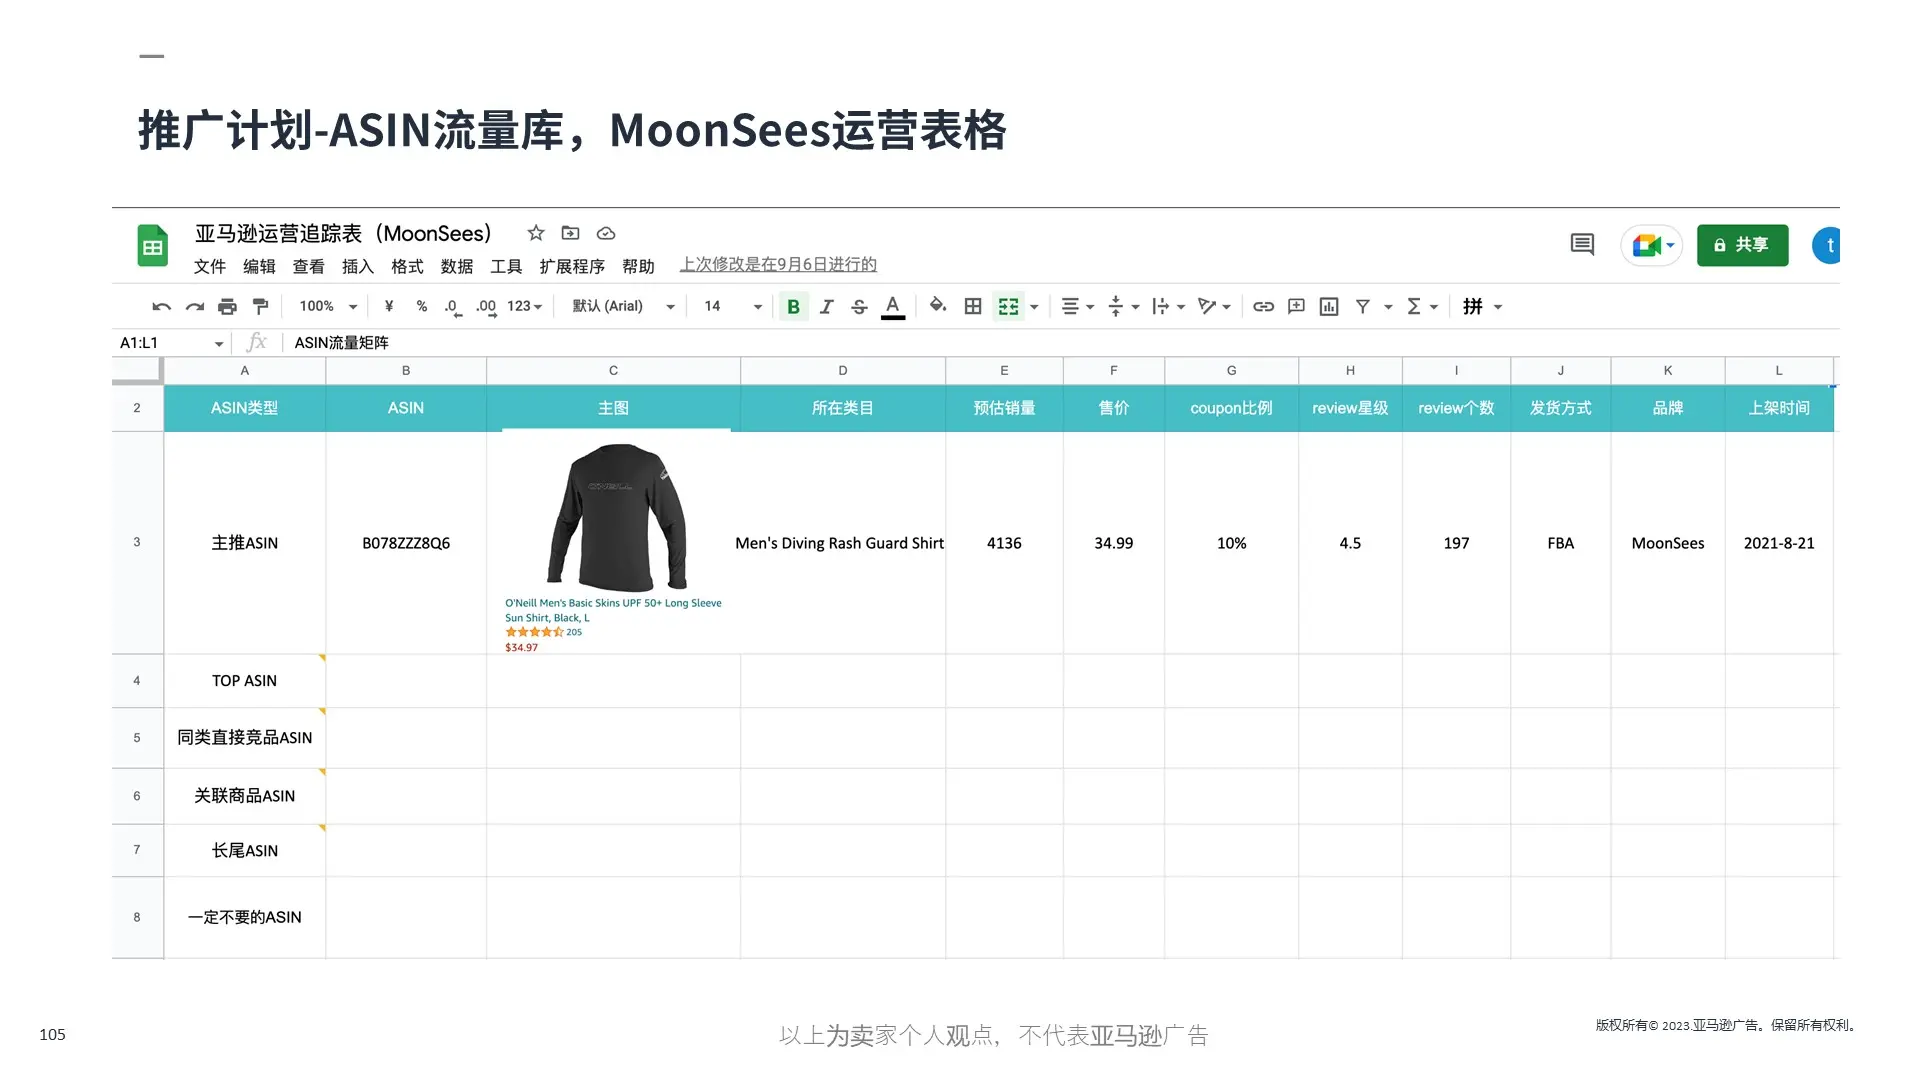 推广计划-ASIN流量库，MoonSees运营表格
亚马逊运营追踪表（MoonSees）
文件 编辑 查看 插入 格式 数据 工具 扩展程序 帮助 上次修改是在9月6日进行的
共享
t
100% ¥ % .0 .00 123 默认 (Arial) 14 B I S A 拼
A1:L1 fx ASIN流量矩阵
A B C D E F G H I J K L
2 ASIN类型 ASIN 主图 所在类目 预估销量 售价 coupon比例 review星级 review个数 发货方式 品牌 上架时间
O'NEILL
3 主推ASIN B078ZZZ8Q6 Men's Diving Rash Guard Shirt 4136 34.99 10% 4.5 197 FBA MoonSees 2021-8-21
O'Neill Men's Basic Skins UPF 50+ Long Sleeve
Sun Shirt, Black, L
205
$34.97
4 TOP ASIN
5 同类直接竞品ASIN
6 关联商品ASIN
7 长尾ASIN
8 一定不要的ASIN
105
以上为卖家个人观点，不代表亚马逊广告
版权所有© 2023.亚马逊广告。保留所有权利。